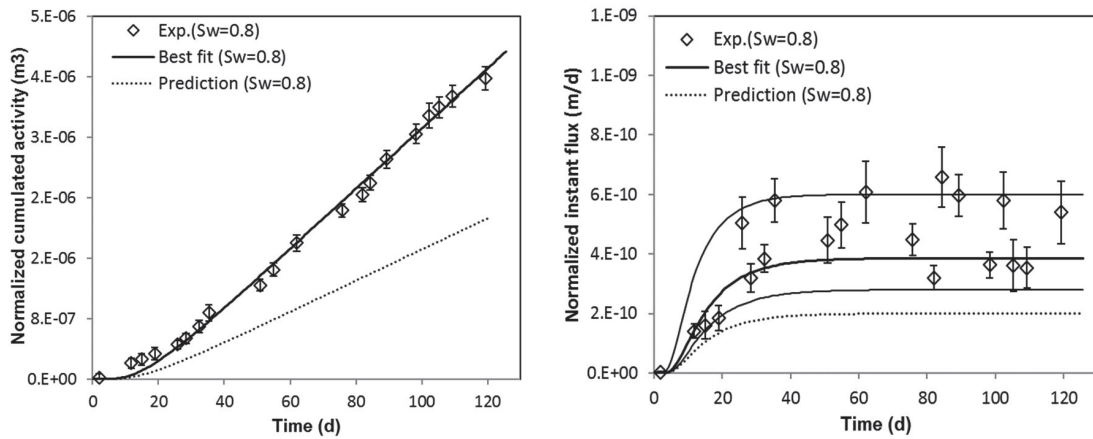 5.E-06
4.E-06
3.E-06
2.E-06
2.E-06
8.E-07
0.E+00
0 20 40 60 80 100 120
Normalized cumulated activity (m3)
Time (d)
Exp.(Sw=0.8)
Best fit (Sw=0.8)
Prediction (Sw=0.8)
1.E-09
1.E-09
8.E-10
6.E-10
4.E-10
2.E-10
0.E+00
0 20 40 60 80 100 120
Normalized instant flux (m/d)
Time (d)
Exp.(Sw=0.8)
Best fit (Sw=0.8)
Prediction (Sw=0.8)